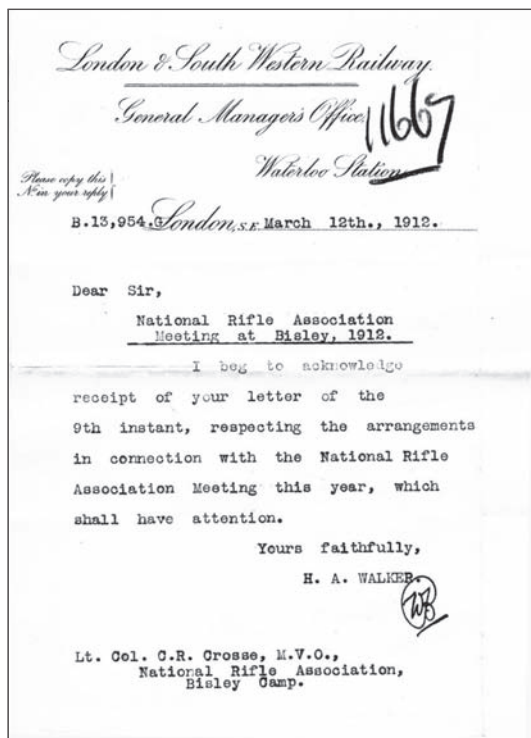 London & South Western Railway.
General Managers Office,
11667
Waterloo Station
Please copy this
No. in your reply
B.13,954.G London, S.E. March 12th., 1912.
Dear Sir,
National Rifle Association
Meeting at Bisley, 1912.
I beg to acknowledge
receipt of your letter of the
9th instant, respecting the arrangements
in connection with the National Rifle
Association Meeting this year, which
shall have attention.
Yours faithfully,
H. A. WALKER.
WB
Lt. Col. C.R. Crosse, M.V.O.,
National Rifle Association,
Bisley Camp.